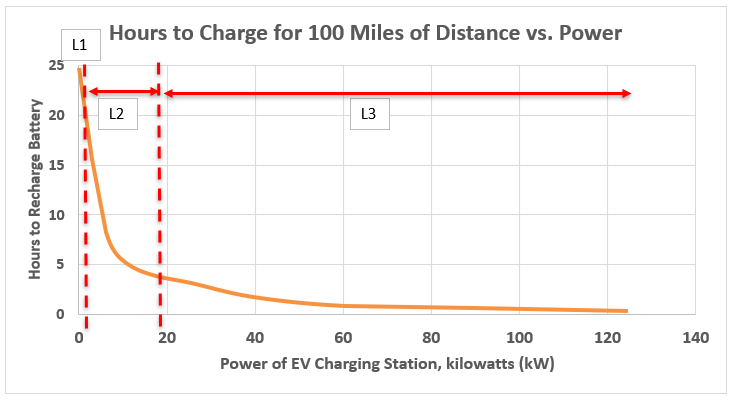 Hours to Charge for 100 Miles of Distance vs. Power
L1
L2
L3
Hours to Recharge Battery
25
20
15
10
5
0
0 20 40 60 80 100 120 140
Power of EV Charging Station, kilowatts (kW)